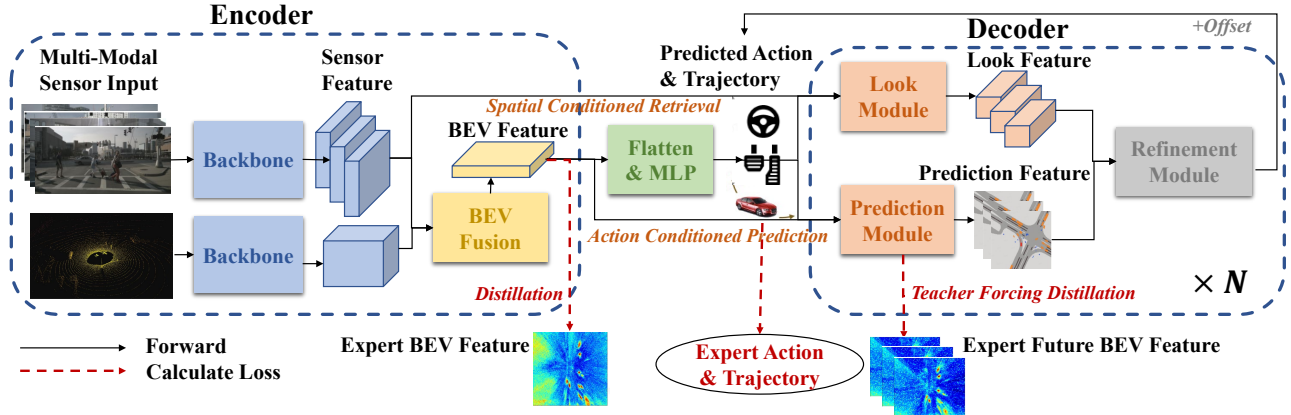 Encoder
Multi-Modal
Sensor Input
Sensor
Feature
Backbone
Backbone
BEV Feature
BEV
Fusion
Spatial Conditioned Retrieval
Flatten
& MLP
Predicted Action
& Trajectory
Action Conditioned Prediction
Decoder
+Offset
Look
Module
Look Feature
Prediction
Module
Prediction Feature
Refinement
Module
× N
Distillation
Teacher Forcing Distillation
Forward
Calculate Loss
Expert BEV Feature
Expert Action
& Trajectory
Expert Future BEV Feature